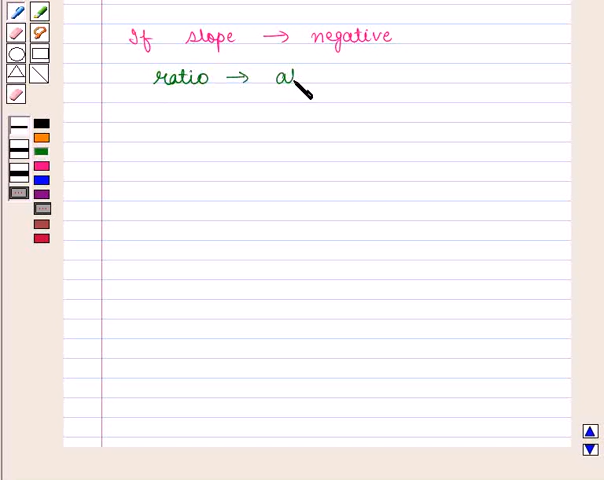 If slope → negative
ratio →